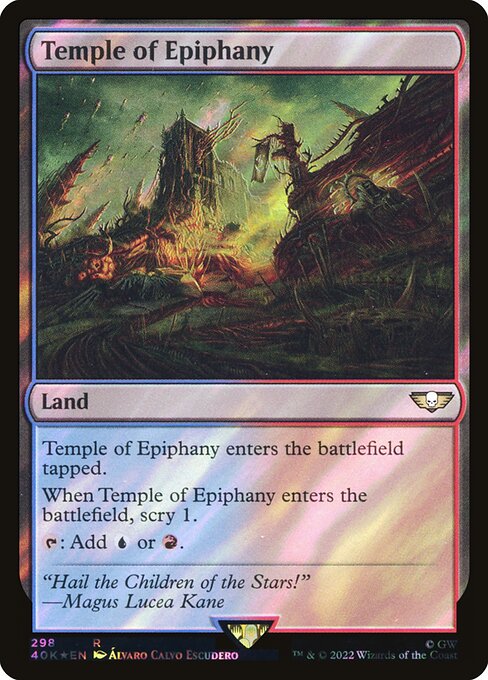 Temple of Epiphany
Land
Temple of Epiphany enters the battlefield
tapped.
When Temple of Epiphany enters the
battlefield, scry 1.
: Add or .
“Hail the Children of the Stars!”
—Magus Lucea Kane
298 R
40K★EN Álvaro Calvo Escudero
© GW
™ & © 2022 Wizards of the Coast